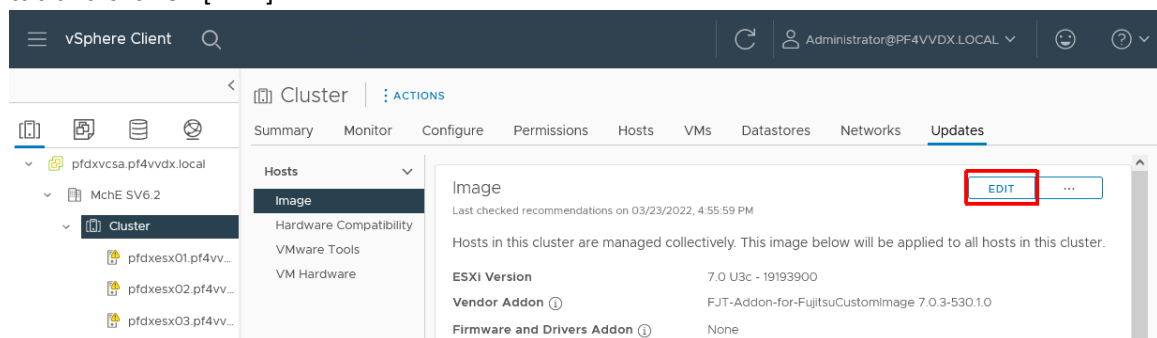 vSphere Client
Administrator@PF4VVDX.LOCAL
Cluster
ACTIONS
Summary Monitor Configure Permissions Hosts VMs Datastores Networks Updates
pfdxvcsa.pf4vvdx.local
MchE SV6.2
Cluster
pfdxesx01.pf4vv...
pfdxesx02.pf4vv...
pfdxesx03.pf4vv...
Hosts
Image
Hardware Compatibility
VMware Tools
VM Hardware
Image
EDIT ...
Last checked recommendations on 03/23/2022, 4:55:59 PM
Hosts in this cluster are managed collectively. This image below will be applied to all hosts in this cluster.
ESXi Version 7.0 U3c - 19193900
Vendor Addon FJT-Addon-for-FujitsuCustomImage 7.0.3-530.1.0
Firmware and Drivers Addon None